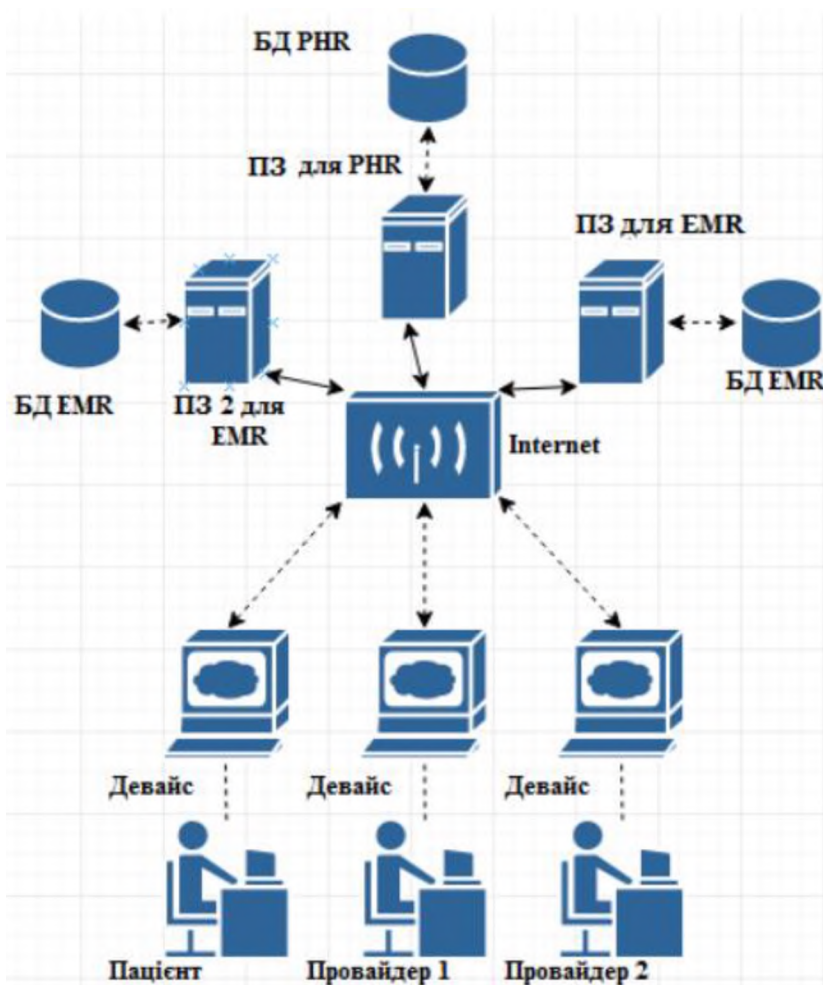 БД PHR
ПЗ для PHR
ПЗ для EMR
БД EMR
ПЗ 2 для
EMR
БД EMR
Internet
Девайс
Девайс
Девайс
Пацієнт
Провайдер 1
Провайдер 2